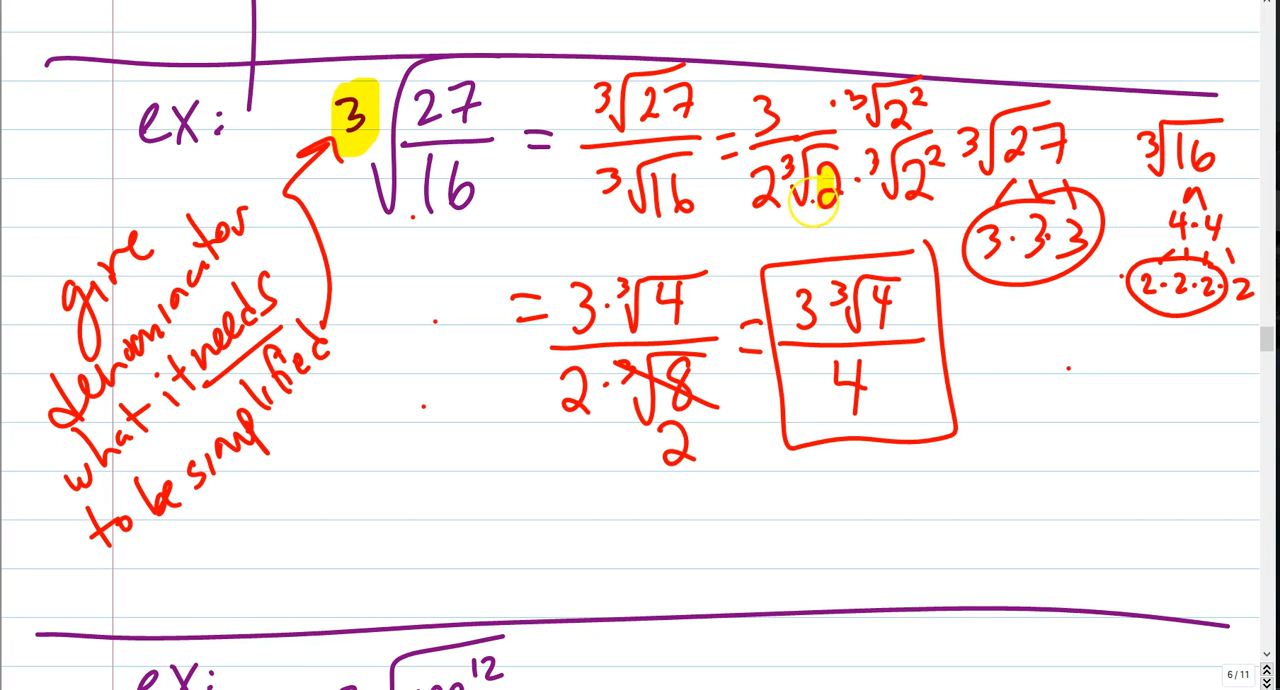 ex: ∛(27/16) = ∛27/∛16 = 3/(2∛2) · ∛2²/∛2²
∛27
3·3·3
∛16
4·4
2·2·2·2
= 3·∛4/(2·∛8) = 3∛4/4
2
give
denominator
what it needs
to be simplified
ex:
12
6/11